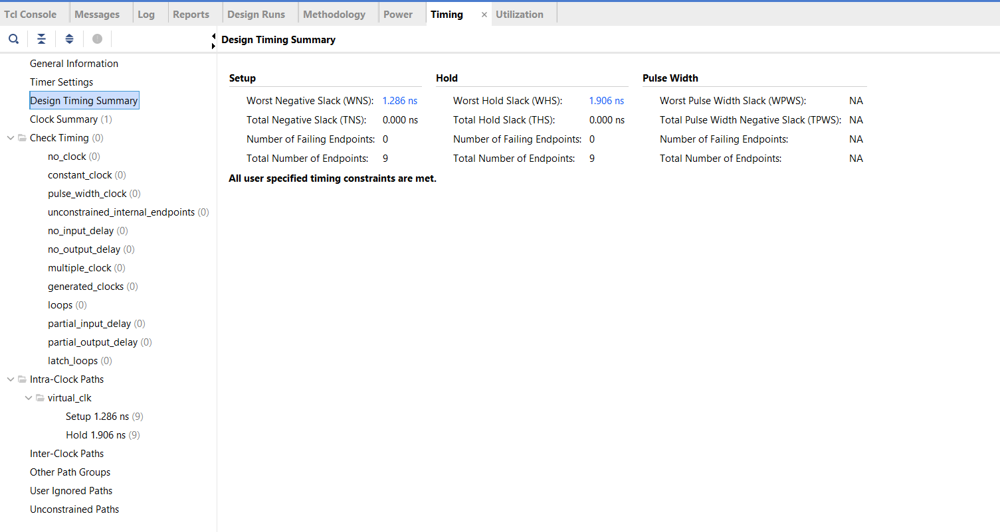 Tcl Console Messages Log Reports Design Runs Methodology Power Timing × Utilization
Design Timing Summary
General Information
Timer Settings
Design Timing Summary
Clock Summary (1)
Check Timing (0)
no_clock (0)
constant_clock (0)
pulse_width_clock (0)
unconstrained_internal_endpoints (0)
no_input_delay (0)
no_output_delay (0)
multiple_clock (0)
generated_clocks (0)
loops (0)
partial_input_delay (0)
partial_output_delay (0)
latch_loops (0)
Intra-Clock Paths
virtual_clk
Setup 1.286 ns (9)
Hold 1.906 ns (9)
Inter-Clock Paths
Other Path Groups
User Ignored Paths
Unconstrained Paths
Setup
Worst Negative Slack (WNS): 1.286 ns
Total Negative Slack (TNS): 0.000 ns
Number of Failing Endpoints: 0
Total Number of Endpoints: 9
Hold
Worst Hold Slack (WHS): 1.906 ns
Total Hold Slack (THS): 0.000 ns
Number of Failing Endpoints: 0
Total Number of Endpoints: 9
Pulse Width
Worst Pulse Width Slack (WPWS): NA
Total Pulse Width Negative Slack (TPWS): NA
Number of Failing Endpoints: NA
Total Number of Endpoints: NA
All user specified timing constraints are met.